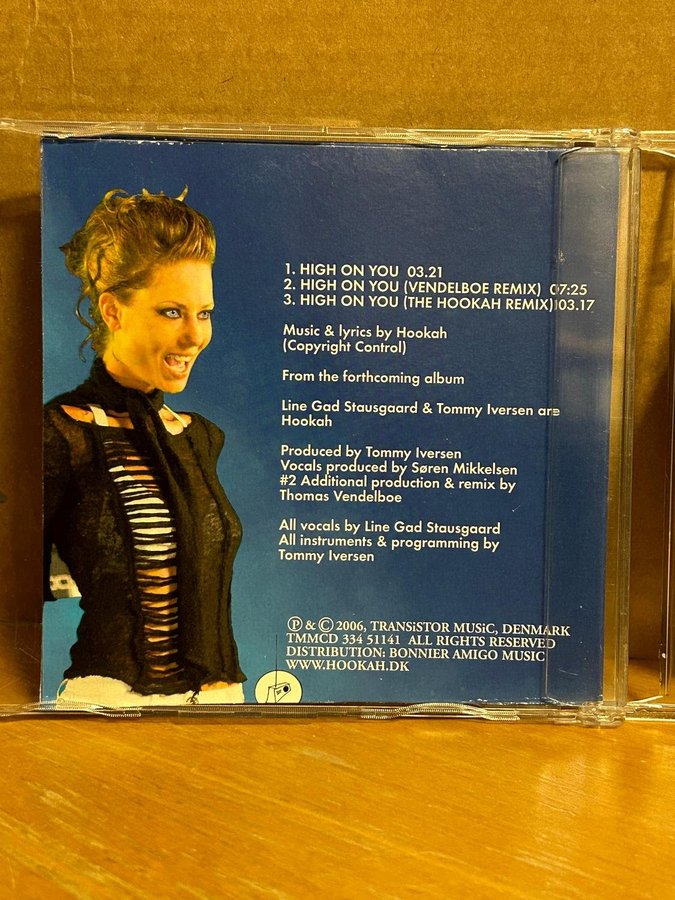 1. HIGH ON YOU 03.21
2. HIGH ON YOU (VENDELBOE REMIX) 07:25
3. HIGH ON YOU (THE HOOKAH REMIX) 03.17
Music & lyrics by Hookah
(Copyright Control)
From the forthcoming album
Line Gad Stausgaard & Tommy Iversen are
Hookah
Produced by Tommy Iversen
Vocals produced by Søren Mikkelsen
#2 Additional production & remix by
Thomas Vendelboe
All vocals by Line Gad Stausgaard
All instruments & programming by
Tommy Iversen
℗ & © 2006, TRANSiSTOR MUSiC, DENMARK
TMMCD 334 51141 ALL RIGHTS RESERVED
DISTRIBUTION: BONNIER AMIGO MUSIC
WWW.HOOKAH.DK